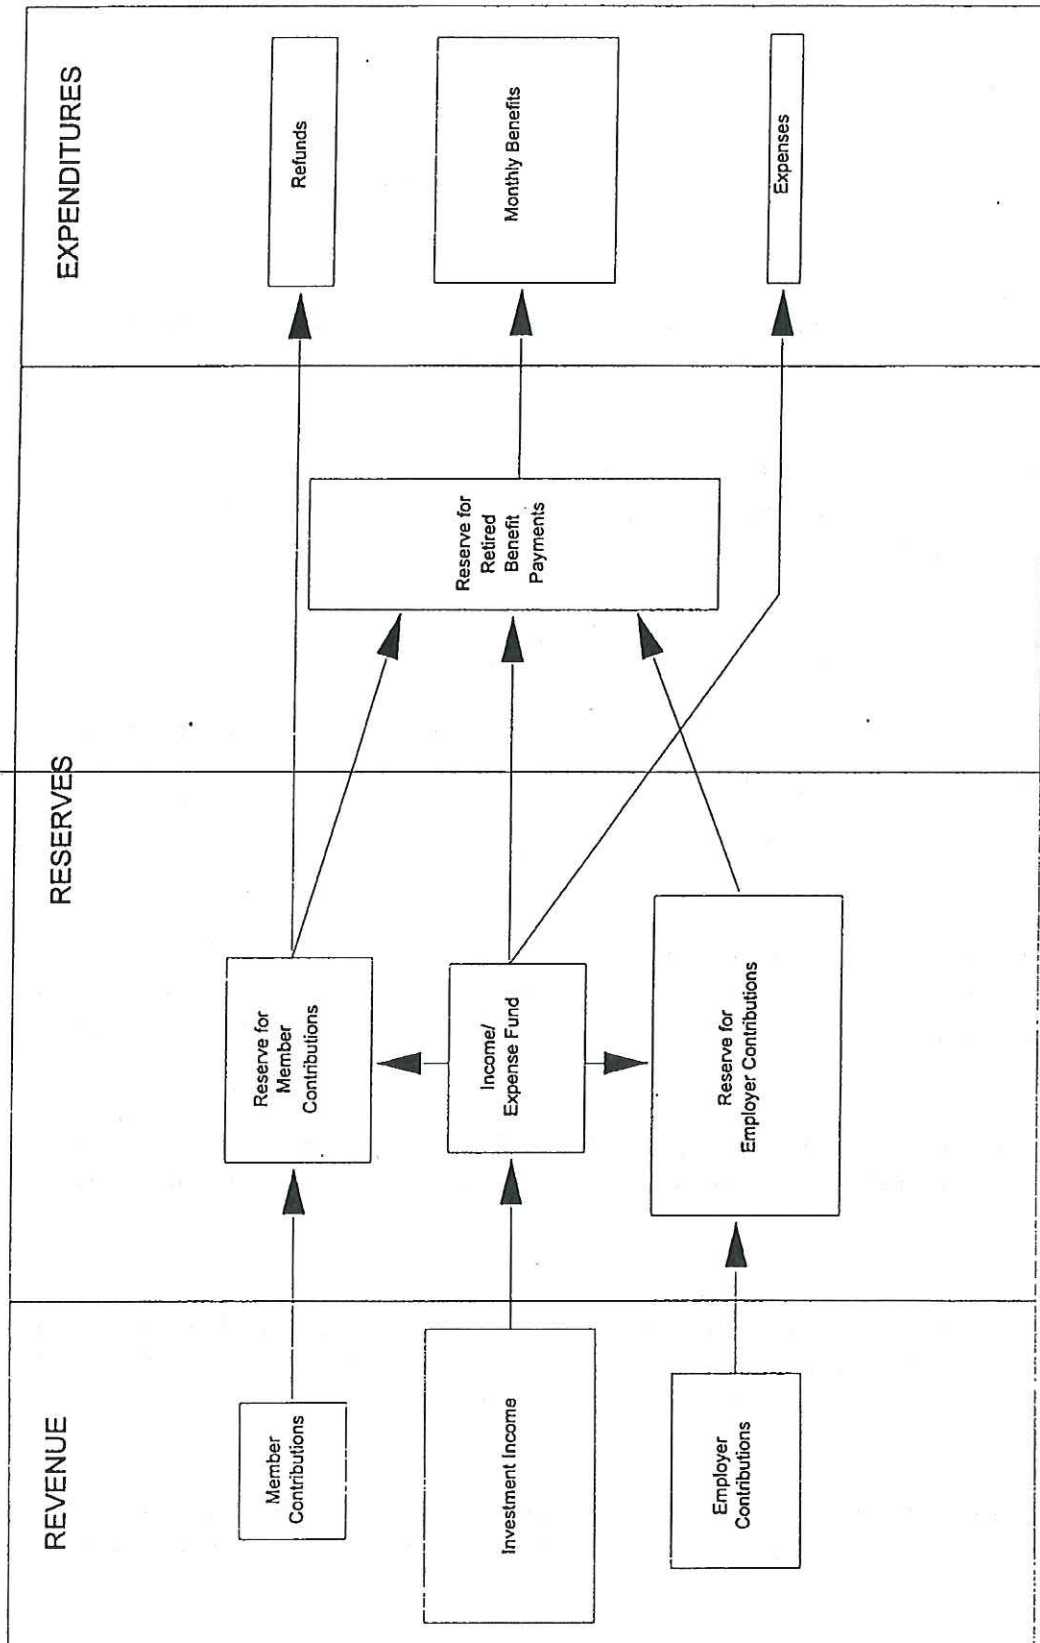 REVENUE
RESERVES
EXPENDITURES
Member
Contributions
Reserve for
Member
Contributions
Refunds
Investment Income
Income/
Expense Fund
Reserve for
Retired
Benefit
Payments
Monthly Benefits
Employer
Contributions
Reserve for
Employer Contributions
Expenses